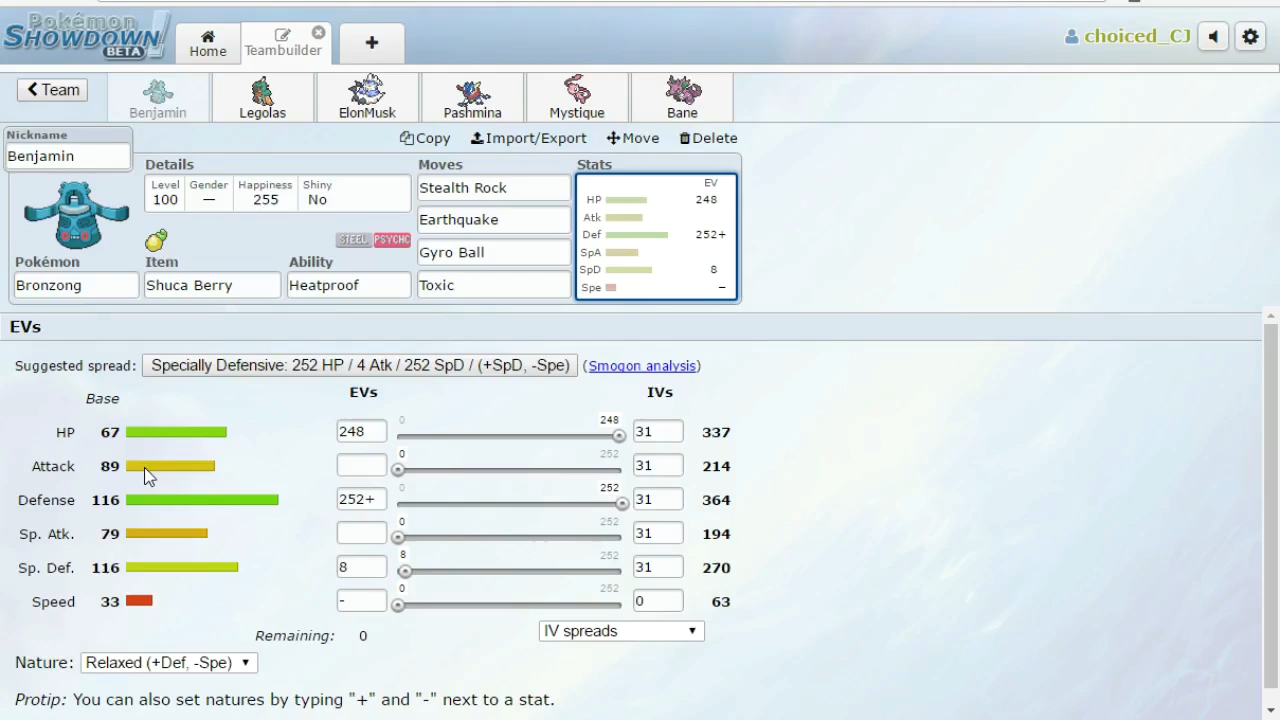 Pokémon
SHOWDOWN!
BETA
Home
Teambuilder
+
choiced_CJ
Team
Benjamin
Legolas
ElonMusk
Pashmina
Mystique
Bane
Nickname
Benjamin
Copy
Import/Export
Move
Delete
Details
Level Gender Happiness Shiny
100 — 255 No
Moves
Stealth Rock
Earthquake
Gyro Ball
Toxic
Stats
EV
HP 248
Atk
Def 252+
SpA
SpD 8
Spe −
STEEL PSYCHC
Pokémon Item Ability
Bronzong Shuca Berry Heatproof
EVs
Suggested spread: Specially Defensive: 252 HP / 4 Atk / 252 SpD / (+SpD, -Spe) (Smogon analysis)
Base EVs IVs
HP 67 248 0 248 31 337
Attack 89 0 252 31 214
Defense 116 252+ 0 252 31 364
Sp. Atk. 79 0 252 31 194
Sp. Def. 116 8 8 252 31 270
Speed 33 - 0 252 0 63
Remaining: 0 IV spreads
Nature: Relaxed (+Def, -Spe)
Protip: You can also set natures by typing "+" and "-" next to a stat.